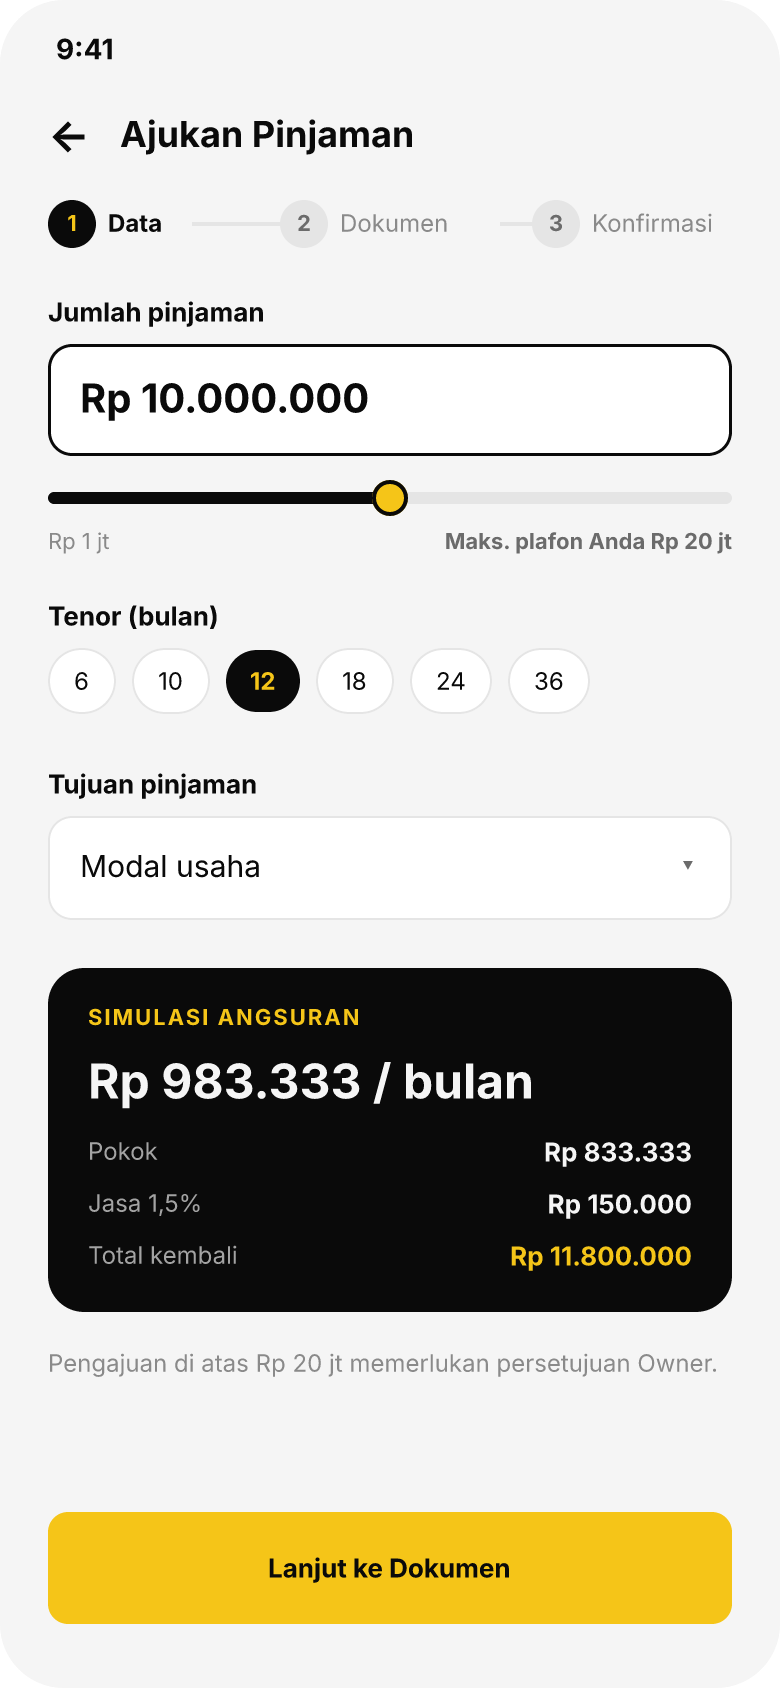 9:41
← Ajukan Pinjaman
1 Data 2 Dokumen 3 Konfirmasi
Jumlah pinjaman
Rp 10.000.000
Rp 1 jt Maks. plafon Anda Rp 20 jt
Tenor (bulan)
6 10 12 18 24 36
Tujuan pinjaman
Modal usaha ▼
SIMULASI ANGSURAN
Rp 983.333 / bulan
Pokok Rp 833.333
Jasa 1,5% Rp 150.000
Total kembali Rp 11.800.000
Pengajuan di atas Rp 20 jt memerlukan persetujuan Owner.
Lanjut ke Dokumen